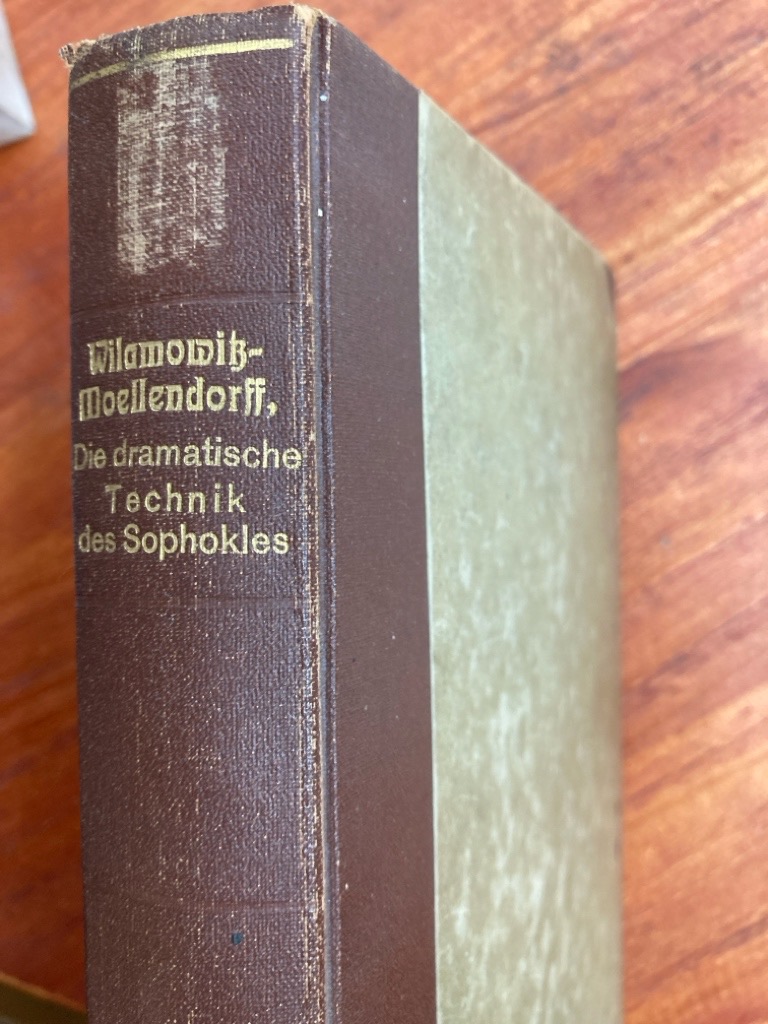 Wilamowitz-
Moellendorff,
Die dramatische
Technik
des Sophokles